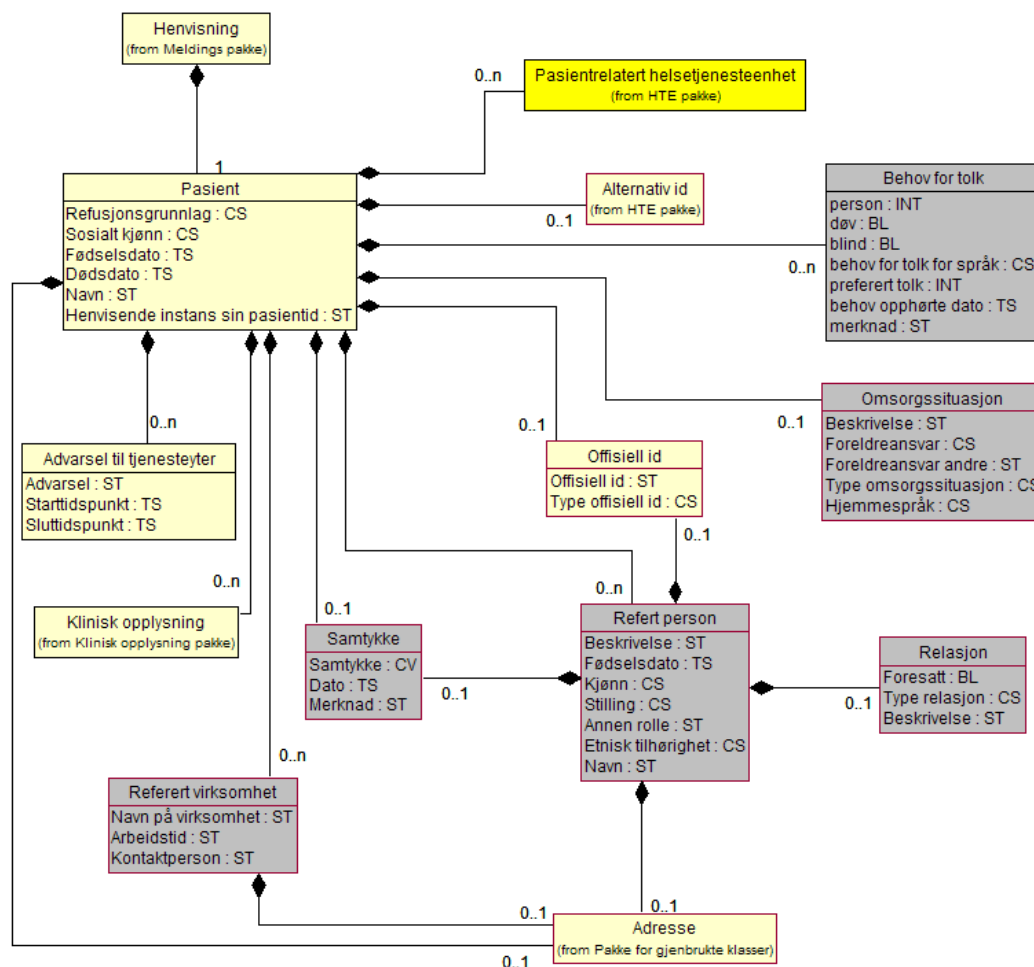 Henvisning
(from Meldings pakke)
1
0..n
Pasientrelatert helsetjenesteenhet
(from HTE pakke)
Pasient
Refusjonsgrunnlag : CS
Sosialt kjønn : CS
Fødselsdato : TS
Dødsdato : TS
Navn : ST
Henvisende instans sin pasientid : ST
Alternativ id
(from HTE pakke)
0..1
Behov for tolk
person : INT
døv : BL
blind : BL
behov for tolk for språk : CS
preferert tolk : INT
behov opphørte dato : TS
merknad : ST
0..n
Omsorgssituasjon
Beskrivelse : ST
Foreldreansvar : CS
Foreldreansvar andre : ST
Type omsorgssituasjon : CS
Hjemmespråk : CS
0..1
0..n
Advarsel til tjenesteyter
Advarsel : ST
Starttidspunkt : TS
Sluttidspunkt : TS
0..1
Offisiell id
Offisiell id : ST
Type offisiell id : CS
0..1
0..n
Klinisk opplysning
(from Klinisk opplysning pakke)
0..1
Samtykke
Samtykke : CV
Dato : TS
Merknad : ST
0..1
0..n
Refert person
Beskrivelse : ST
Fødselsdato : TS
Kjønn : CS
Stilling : CS
Annen rolle : ST
Etnisk tilhørighet : CS
Navn : ST
Relasjon
Foresatt : BL
Type relasjon : CS
Beskrivelse : ST
0..1
0..n
Referert virksomhet
Navn på virksomhet : ST
Arbeidstid : ST
Kontaktperson : ST
0..1
0..1
Adresse
(from Pakke for gjenbrukte klasser)
0..1